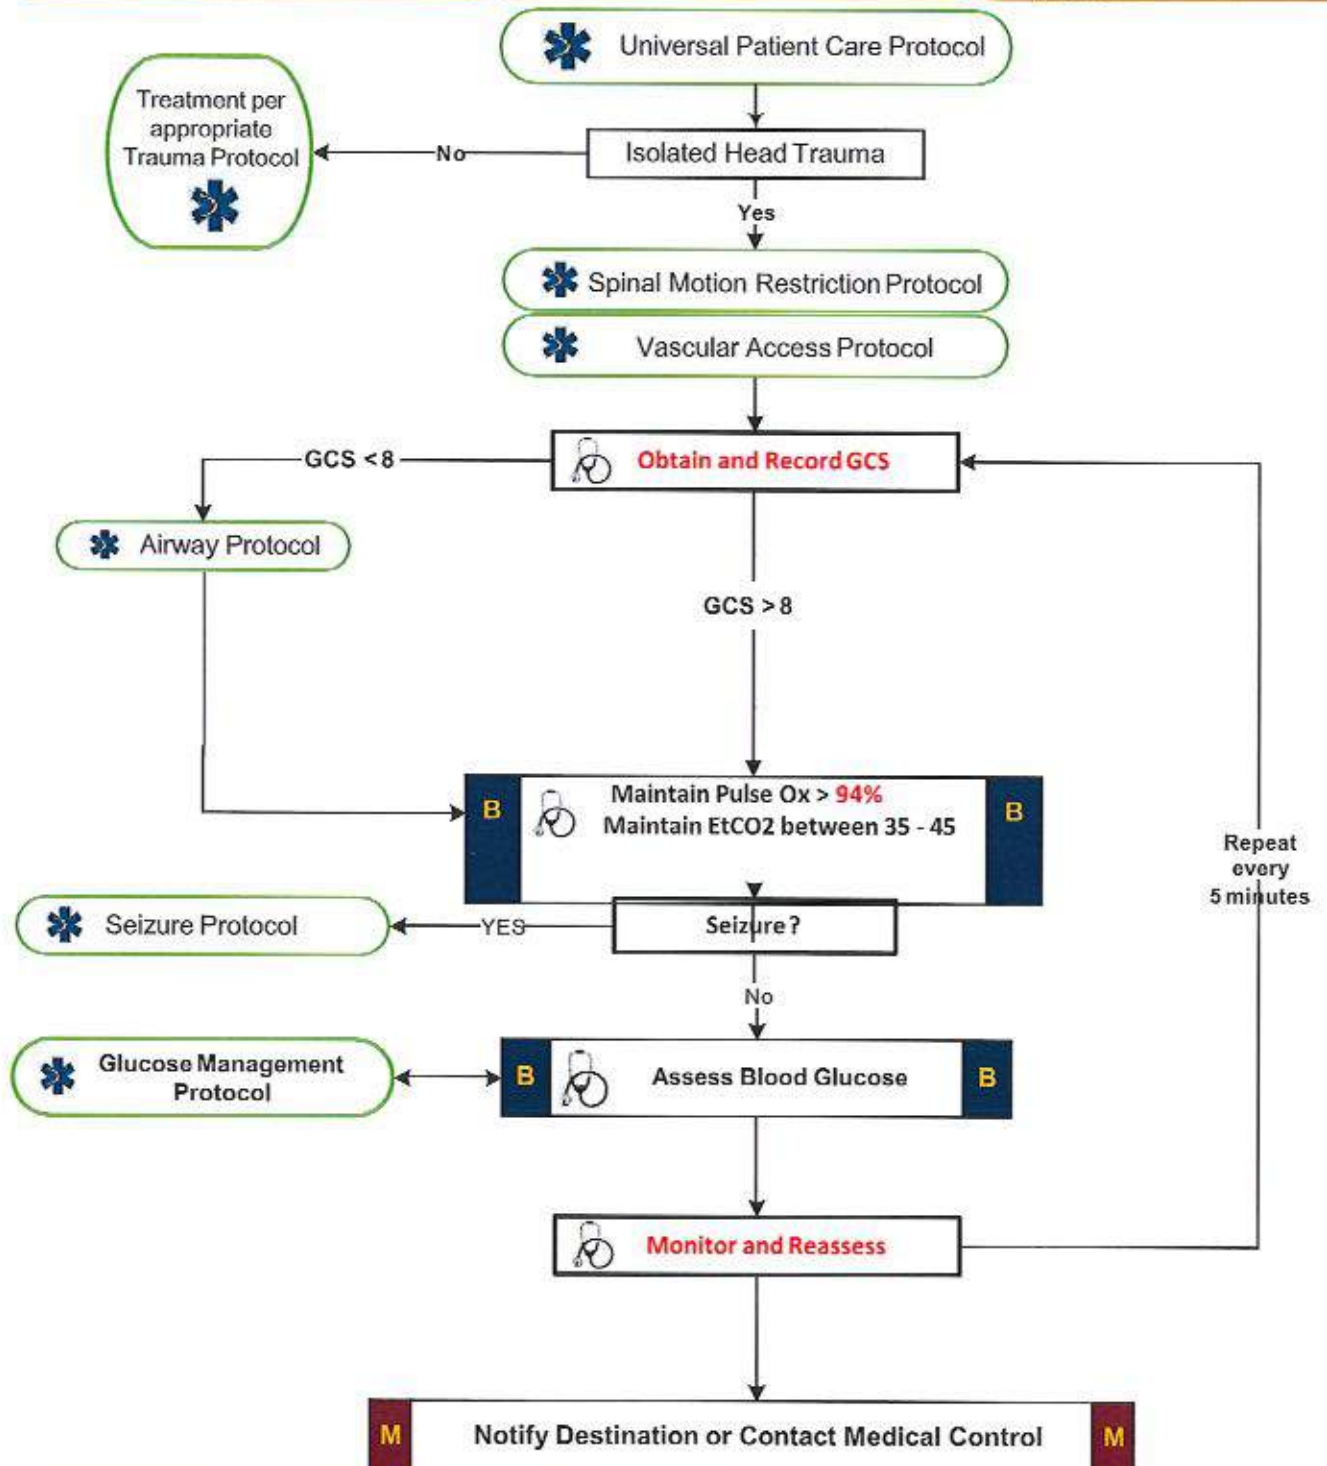 Universal Patient Care Protocol
Treatment per
appropriate
Trauma Protocol
No
Isolated Head Trauma
Yes
Spinal Motion Restriction Protocol
Vascular Access Protocol
GCS <8
Obtain and Record GCS
Airway Protocol
GCS > 8
B
Maintain Pulse Ox > 94%
Maintain EtCO2 between 35 - 45
B
Repeat
every
5 minutes
Seizure Protocol
YES
Seizure?
No
Glucose Management
Protocol
B
Assess Blood Glucose
B
Monitor and Reassess
M
Notify Destination or Contact Medical Control
M